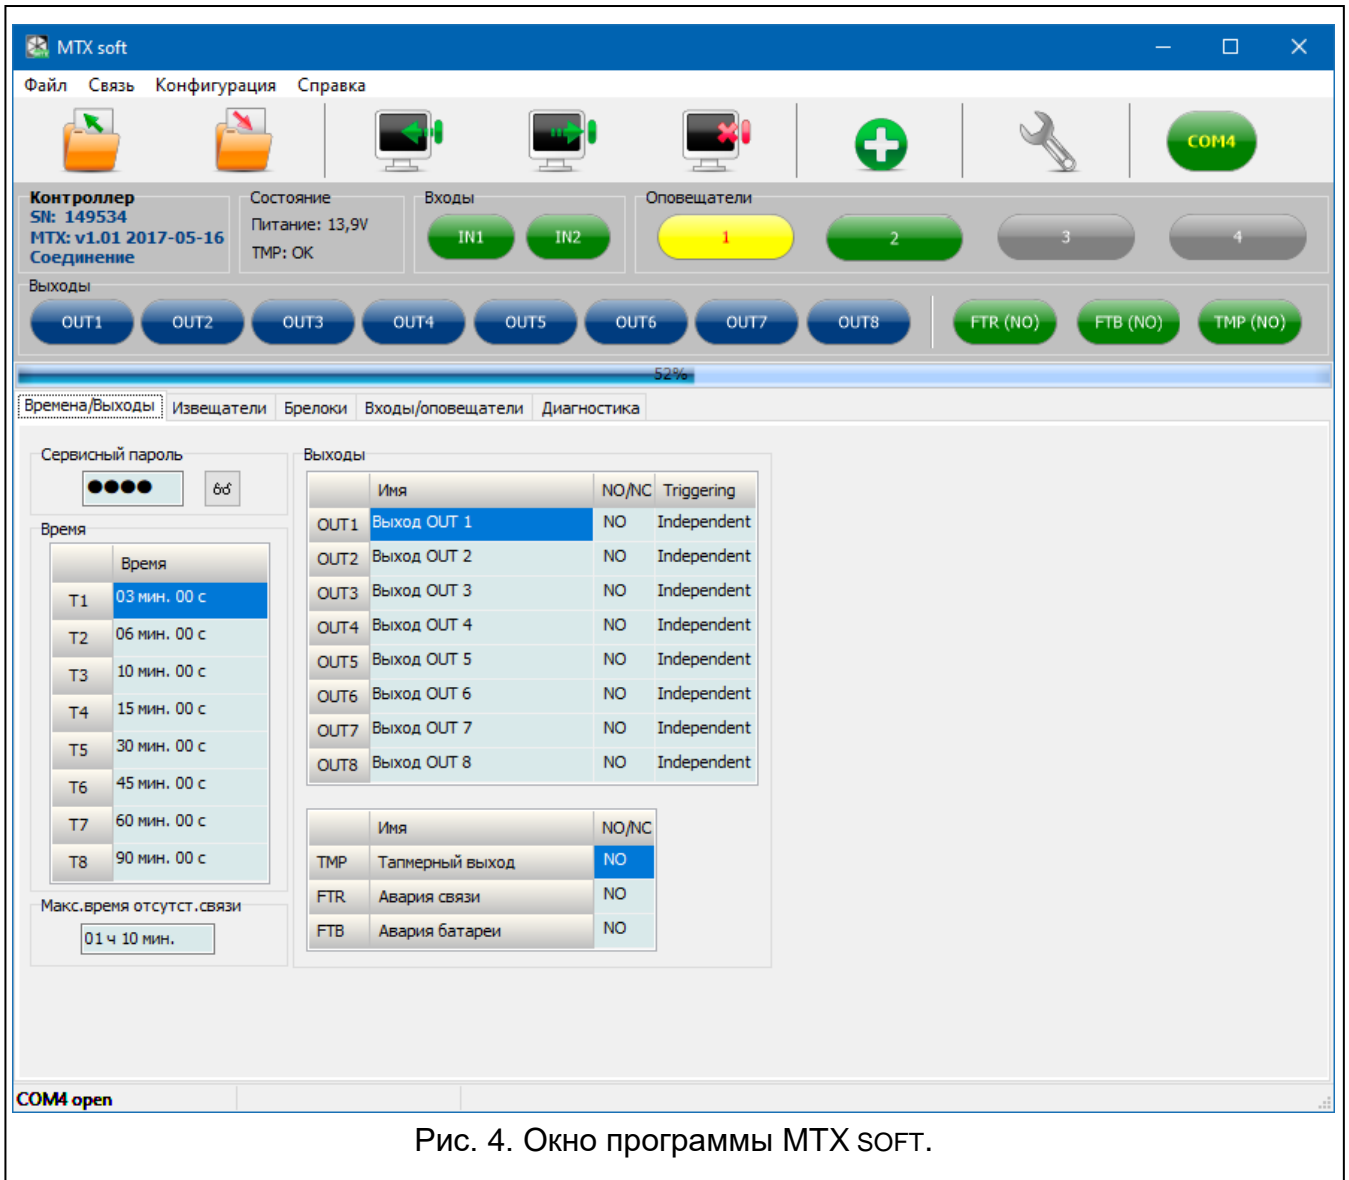 MTX soft
Файл Связь Конфигурация Справка
COM4
Контроллер
SN: 149534
MTX: v1.01 2017-05-16
Соединение
Состояние
Питание: 13,9V
TMP: OK
Входы
IN1 IN2
Оповещатели
1 2 3 4
Выходы
OUT1 OUT2 OUT3 OUT4 OUT5 OUT6 OUT7 OUT8 FTR (NO) FTB (NO) TMP (NO)
52%
Времена/Выходы Извещатели Брелоки Входы/оповещатели Диагностика
Сервисный пароль
●●●●
Время
Время
T1 03 мин. 00 с
T2 06 мин. 00 с
T3 10 мин. 00 с
T4 15 мин. 00 с
T5 30 мин. 00 с
T6 45 мин. 00 с
T7 60 мин. 00 с
T8 90 мин. 00 с
Макс.время отсутст.связи
01 ч 10 мин.
Выходы
Имя NO/NC Triggering
OUT1 Выход OUT 1 NO Independent
OUT2 Выход OUT 2 NO Independent
OUT3 Выход OUT 3 NO Independent
OUT4 Выход OUT 4 NO Independent
OUT5 Выход OUT 5 NO Independent
OUT6 Выход OUT 6 NO Independent
OUT7 Выход OUT 7 NO Independent
OUT8 Выход OUT 8 NO Independent
Имя NO/NC
TMP Тапмерный выход NO
FTR Авария связи NO
FTB Авария батареи NO
COM4 open
Рис. 4. Окно программы MTX SOFT.